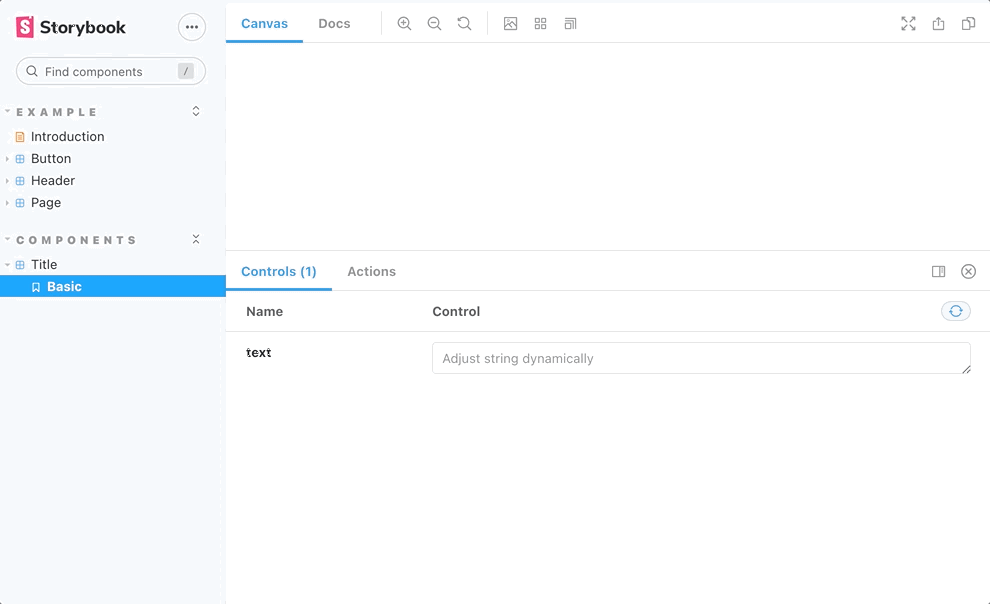 Storybook
Find components /
EXAMPLE
Introduction
Button
Header
Page
COMPONENTS
Title
Basic
Canvas Docs
Controls (1) Actions
Name Control
text Adjust string dynamically